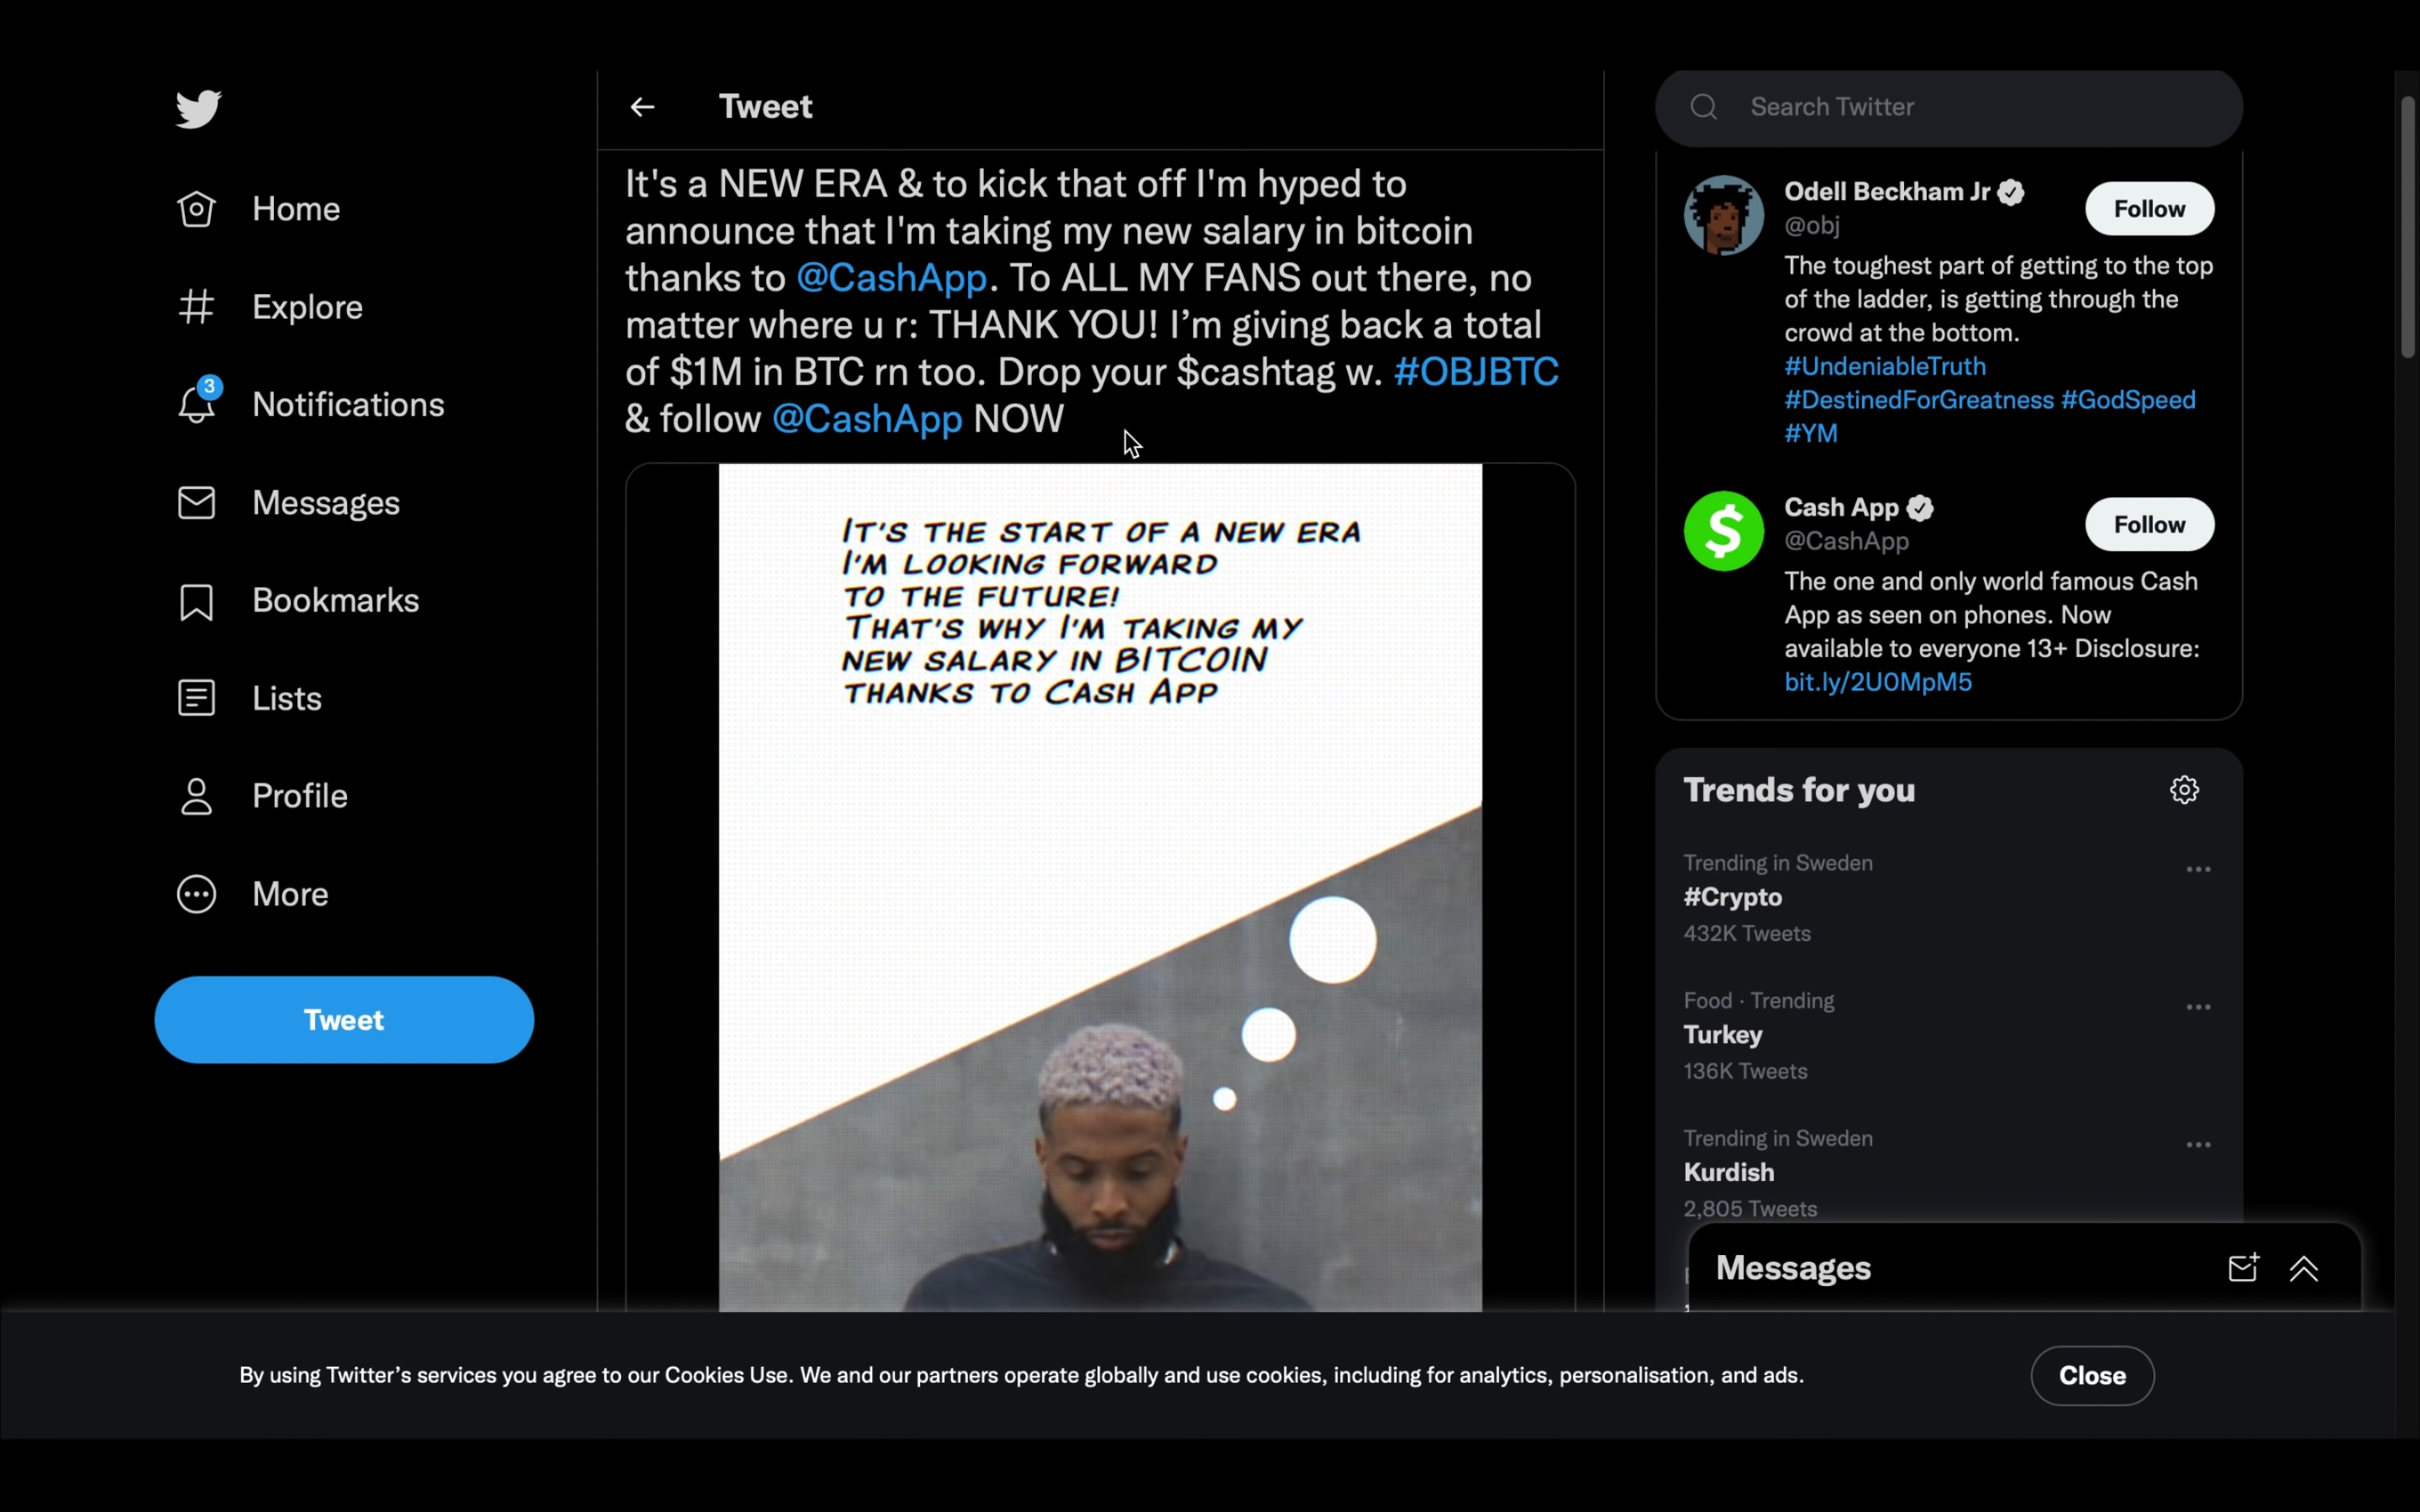 Home
Explore
3
Notifications
Messages
Bookmarks
Lists
Profile
More
Tweet
Tweet
It's a NEW ERA & to kick that off I'm hyped to
announce that I'm taking my new salary in bitcoin
thanks to @CashApp. To ALL MY FANS out there, no
matter where u r: THANK YOU! I’m giving back a total
of $1M in BTC rn too. Drop your $cashtag w. #OBJBTC
& follow @CashApp NOW
IT'S THE START OF A NEW ERA
I'M LOOKING FORWARD
TO THE FUTURE!
THAT'S WHY I'M TAKING MY
NEW SALARY IN BITCOIN
THANKS TO CASH APP
Search Twitter
Odell Beckham Jr
@obj
Follow
The toughest part of getting to the top
of the ladder, is getting through the
crowd at the bottom.
#UndeniableTruth
#DestinedForGreatness #GodSpeed
#YM
$
Cash App
@CashApp
Follow
The one and only world famous Cash
App as seen on phones. Now
available to everyone 13+ Disclosure:
bit.ly/2U0MpM5
Trends for you
Trending in Sweden
#Crypto
432K Tweets
Food · Trending
Turkey
136K Tweets
Trending in Sweden
Kurdish
2,805 Tweets
Messages
By using Twitter’s services you agree to our Cookies Use. We and our partners operate globally and use cookies, including for analytics, personalisation, and ads.
Close